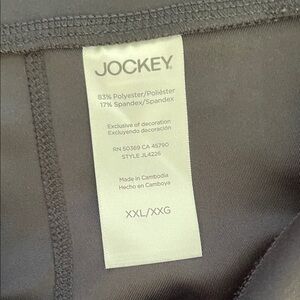 JOCKEY
83% Polyester/Poliéster
17% Spandex/Spandex
Exclusive of decoration
Excluyendo decoración
RN 50369 CA 45790
STYLE JL4226
Made in Cambodia
Hecho en Camboya
XXL/XXG